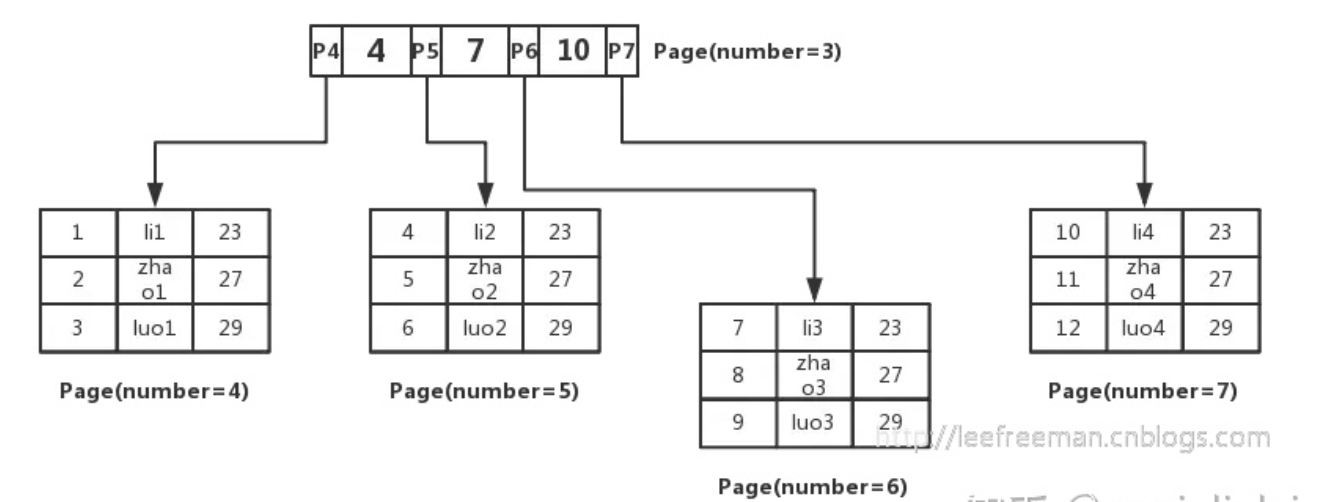 P4 4 P5 7 P6 10 P7 Page(number=3)
1 li1 23
2 zhao1 27
3 luo1 29
Page(number=4)
4 li2 23
5 zhao2 27
6 luo2 29
Page(number=5)
7 li3 23
8 zhao3 27
9 luo3 29
Page(number=6)
10 li4 23
11 zhao4 27
12 luo4 29
Page(number=7)
http://leefreeman.cnblogs.com